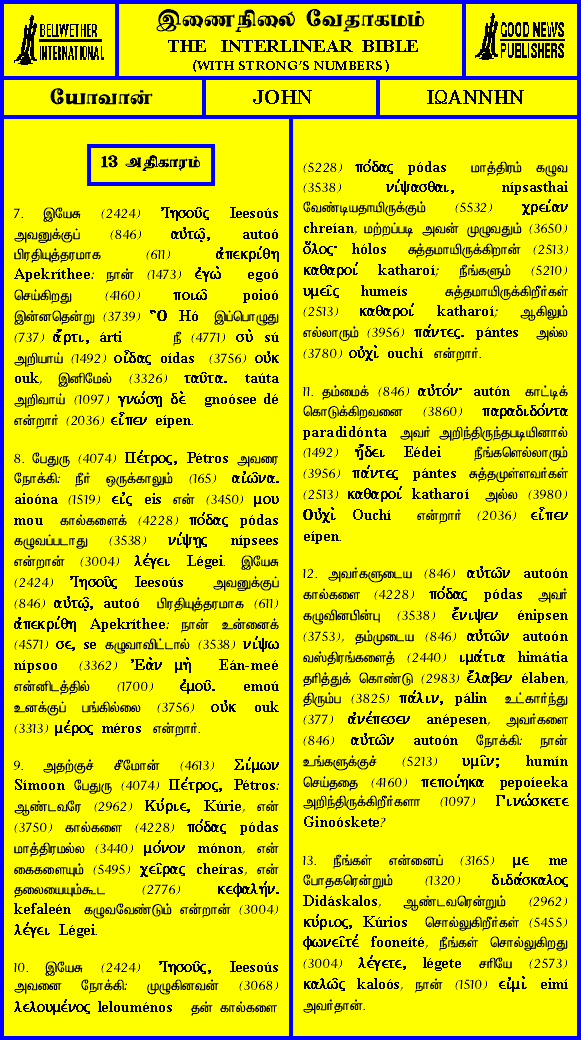 BELLWETHER
INTERNATIONAL
இணைநிலை வேதாகமம்
THE INTERLINEAR BIBLE
(WITH STRONG'S NUMBERS)
GOOD NEWS
PUBLISHERS
யோவான்
JOHN
ΙΩΑΝΝΗΝ
13 அதிகாரம்
7. இயேசு (2424) Ἰησοῦς Ieesoús
அவனுக்குப் (846) αὐτῷ, autoó
பிரதியுத்தரமாக (611) ἀπεκρίθη
Apekríthee: நான் (1473) ἐγὼ egoó
செய்கிறது (4160) ποιῶ poioó
இன்னதென்று (3739) Ὃ Hó இப்பொழுது
(737) ἄρτι, árti நீ (4771) σὺ sú
அறியாய் (1492) οἶδας oídas (3756) οὐκ
ouk, இனிமேல் (3326) ταῦτα. taúta
அறிவாய் (1097) γνώσῃ δὲ gnoósee dé
என்றார் (2036) εἶπεν eípen.
8. பேதுரு (4074) Πέτρος, Pétros அவரை
நோக்கி: நீர் ஒருக்காலும் (165) αἰῶνα.
aioóna (1519) εἰς eis என் (3450) μου
mou கால்களைக் (4228) πόδας pódas
கழுவப்படாது (3538) νίψῃς nípsees
என்றான் (3004) λέγει Légei. இயேசு
(2424) Ἰησοῦς Ieesoús அவனுக்குப்
(846) αὐτῷ, autoó பிரதியுத்தரமாக (611)
ἀπεκρίθη Apekríthee: நான் உன்னைக்
(4571) σε, se கழுவாவிட்டால் (3538) νίψω
nípsoo (3362) Ἐὰν μὴ Eán-meé
என்னிடத்தில் (1700) ἐμοῦ. emoú
உனக்குப் பங்கில்லை (3756) οὐκ ouk
(3313) μέρος méros என்றார்.
9. அதற்குச் சீமோன் (4613) Σίμων
Símoon பேதுரு (4074) Πέτρος, Pétros:
ஆண்டவரே (2962) Κύριε, Kúrie, என்
(3750) கால்களை (4228) πόδας pódas
மாத்திரமல்ல (3440) μόνον mónon, என்
கைகளையும் (5495) χεῖρας cheíras, என்
தலையையும்கூட (2776) κεφαλήν.
kefaleén கழுவவேண்டும் என்றான் (3004)
λέγει Légei.
10. இயேசு (2424) Ἰησοῦς, Ieesoús
அவனை நோக்கி: முழுகினவன் (3068)
λελουμένος lelouménos தன் கால்களை
(5228) πόδας pódas மாத்திரம் கழுவ
(3538) νίψασθαι, nípsasthai
வேண்டியதாயிருக்கும் (5532) χρείαν
chreían, மற்றப்படி அவன் முழுவதும் (3650)
ὅλος· hólos சுத்தமாயிருக்கிறான் (2513)
καθαροί katharoí; நீங்களும் (5210)
υμεῖς humeís சுத்தமாயிருக்கிறீர்கள்
(2513) καθαροί katharoí; ஆகிலும்
எல்லாரும் (3956) πάντες. pántes அல்ல
(3780) οὐχὶ ouchí என்றார்.
11. தம்மைக் (846) αὐτόν· autón காட்டிக்
கொடுக்கிறவனை (3860) παραδιδόντα
paradidónta அவர் அறிந்திருந்தபடியினால்
(1492) ᾔδει Eédei நீங்களெல்லாரும்
(3956) πάντες pántes சுத்தமுள்ளவர்கள்
(2513) καθαροί katharoí அல்ல (3980)
Οὐχὶ Ouchí என்றார் (2036) εἶπεν
eípen.
12. அவர்களுடைய (846) αὐτῶν autoón
கால்களை (4228) πόδας pódas அவர்
கழுவினபின்பு (3538) ἔνιψεν énipsen
(3753), தம்முடைய (846) αὐτῶν autoón
வஸ்திரங்களைத் (2440) ιμάτια himátia
தரித்துக் கொண்டு (2983) ἔλαβεν élaben,
திரும்ப (3825) πάλιν, pálin உட்கார்ந்து
(377) ἀνέπεσεν anépesen, அவர்களை
(846) αὐτῶν autoón நோக்கி: நான்
உங்களுக்குச் (5213) υμῖν; humín
செய்ததை (4160) πεποίηκα pepoíeeka
அறிந்திருக்கிறீர்களா (1097) Γινώσκετε
Ginoóskete?
13. நீங்கள் என்னைப் (3165) με me
போதகரென்றும் (1320) διδάσκαλος
Didáskalos, ஆண்டவரென்றும் (2962)
κύριος, Kúrios சொல்லுகிறீர்கள் (5455)
φωνεῖτέ fooneíté, நீங்கள் சொல்லுகிறது
(3004) λέγετε, légete சரியே (2573)
καλῶς kaloós, நான் (1510) εἰμὶ eimí
அவர்தான்.